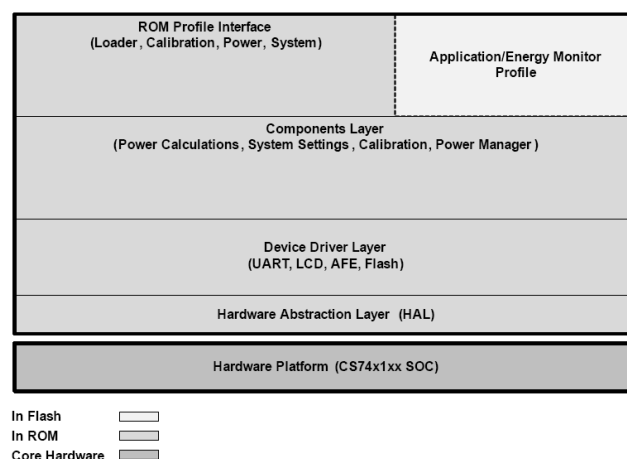 ROM Profile Interface
(Loader, Calibration, Power, System)
Application/Energy Monitor
Profile
Components Layer
(Power Calculations, System Settings, Calibration, Power Manager)
Device Driver Layer
(UART, LCD, AFE, Flash)
Hardware Abstraction Layer (HAL)
Hardware Platform (CS74x1xx SOC)
In Flash
In ROM
Core Hardware